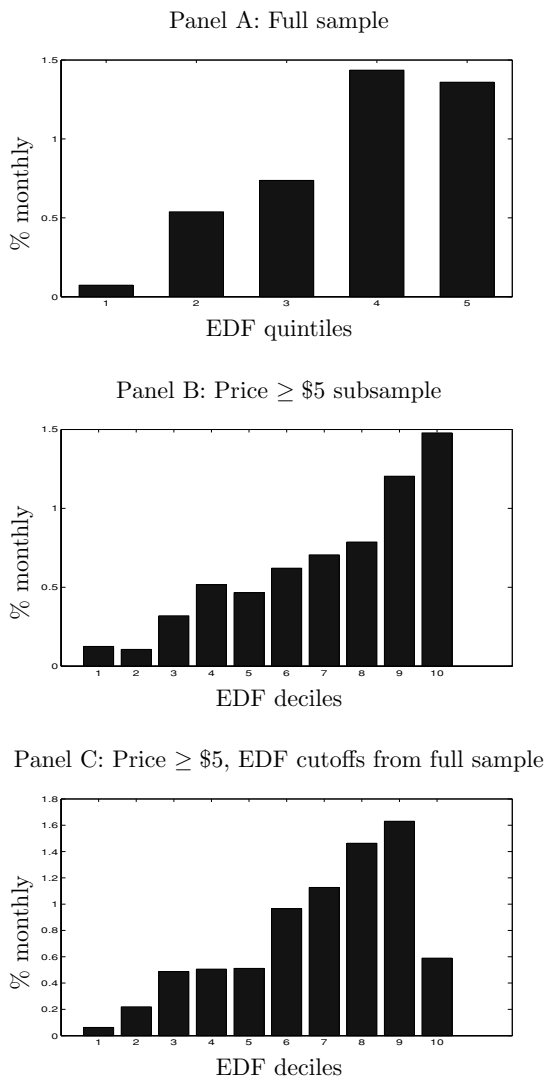 Panel A: Full sample
1.5
1
0.5
0
% monthly
1 2 3 4 5
EDF quintiles
Panel B: Price ≥ $5 subsample
1.5
1
0.5
0
% monthly
1 2 3 4 5 6 7 8 9 10
EDF deciles
Panel C: Price ≥ $5, EDF cutoffs from full sample
1.8
1.6
1.4
1.2
1
0.8
0.6
0.4
0.2
0
% monthly
1 2 3 4 5 6 7 8 9 10
EDF deciles